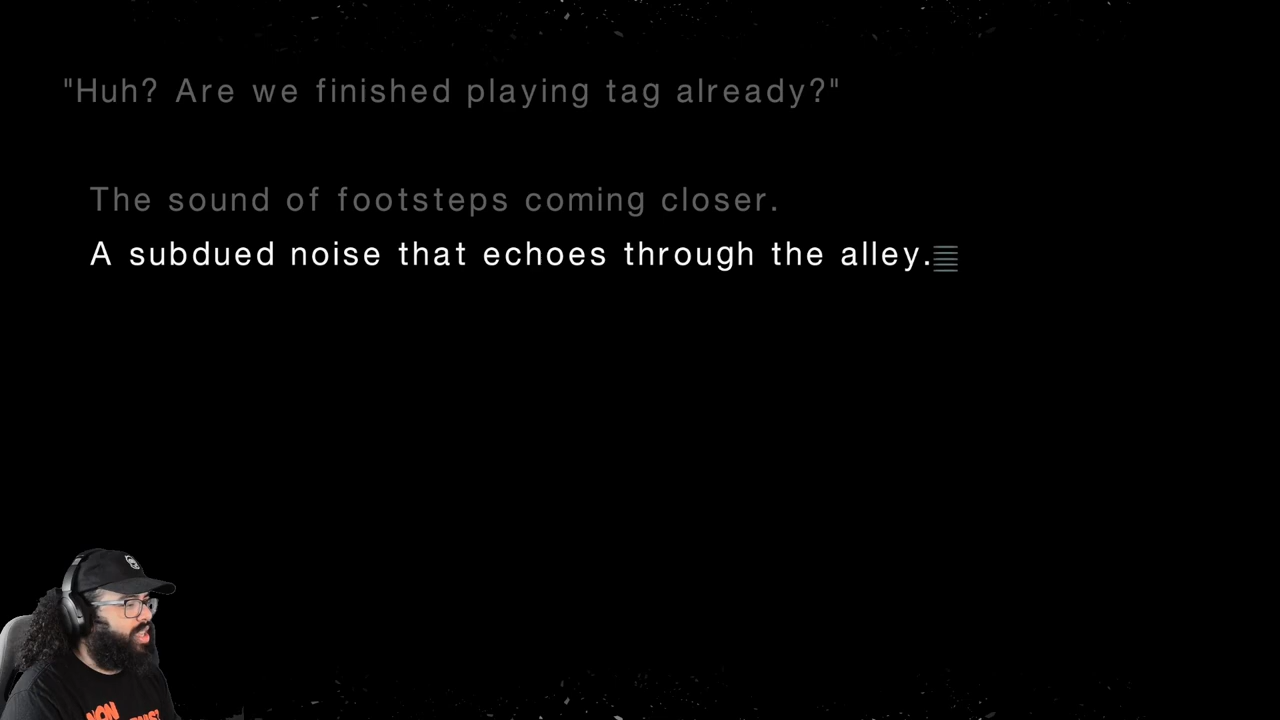 "Huh? Are we finished playing tag already?"
The sound of footsteps coming closer.
A subdued noise that echoes through the alley.
NON